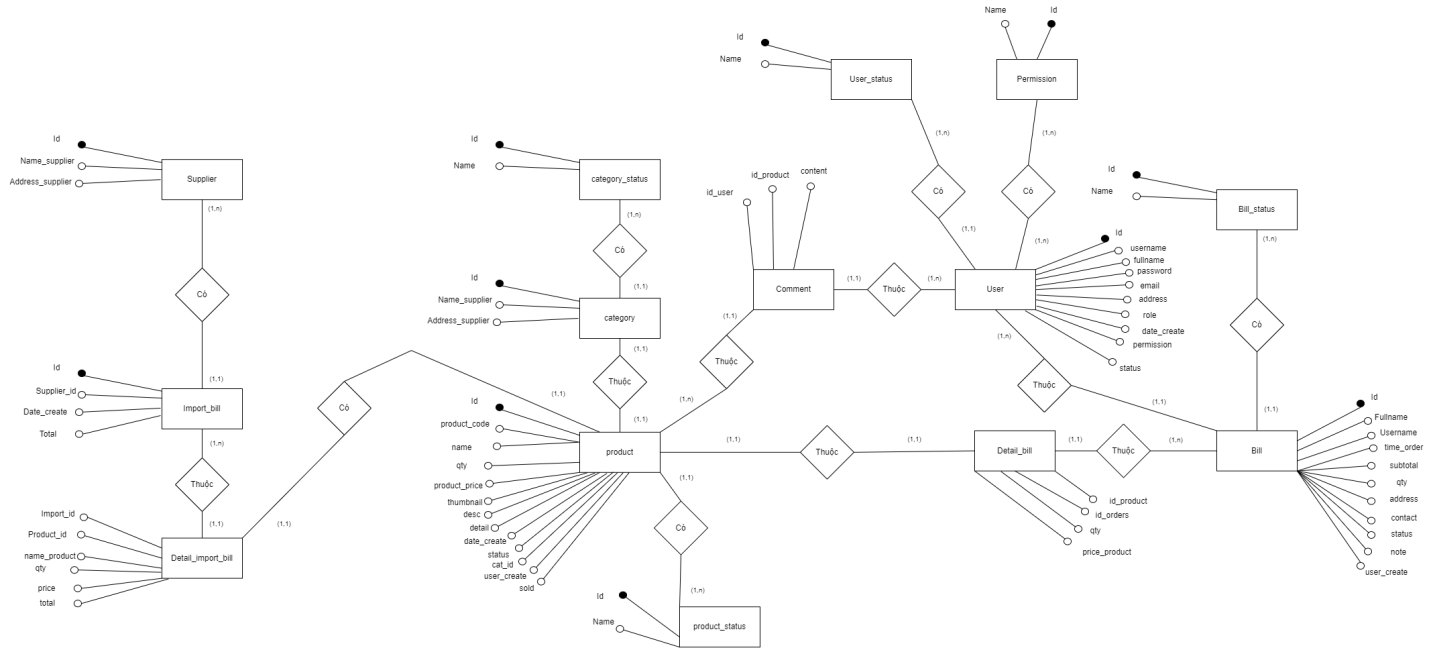 Name
Id
Id
Name
User_status
Permission
(1,n)
(1,n)
Id
Name_supplier
Address_supplier
Supplier
(1,n)
Id
Name
category_status
(1,n)
id_user
id_product
content
Có
Có
Id
Name
Bill_status
(1,n)
(1,1)
(1,n)
Có
Có
(1,1)
Comment
(1,1)
Thuộc
(1,n)
User
Id
username
fullname
password
email
address
role
date_create
permission
status
Id
Name_supplier
Address_supplier
category
(1,1)
(1,1)
Thuộc
(1,n)
(1,n)
Thuộc
(1,1)
Có
(1,1)
Id
Supplier_id
Date_create
Total
(1,1)
Import_bill
(1,n)
Có
(1,1)
Thuộc
(1,1)
Id
product_code
name
qty
product_price
thumbnail
desc
detail
date_create
status
cat_id
user_create
sold
product
(1,1)
Thuộc
(1,1)
Detail_bill
(1,1)
Thuộc
(1,n)
Bill
id_product
id_orders
qty
price_product
Id
Fullname
Username
time_order
subtotal
qty
address
contact
status
note
user_create
Thuộc
(1,1)
(1,1)
Import_id
Product_id
name_product
qty
price
total
Detail_import_bill
(1,1)
Có
(1,n)
Id
Name
product_status